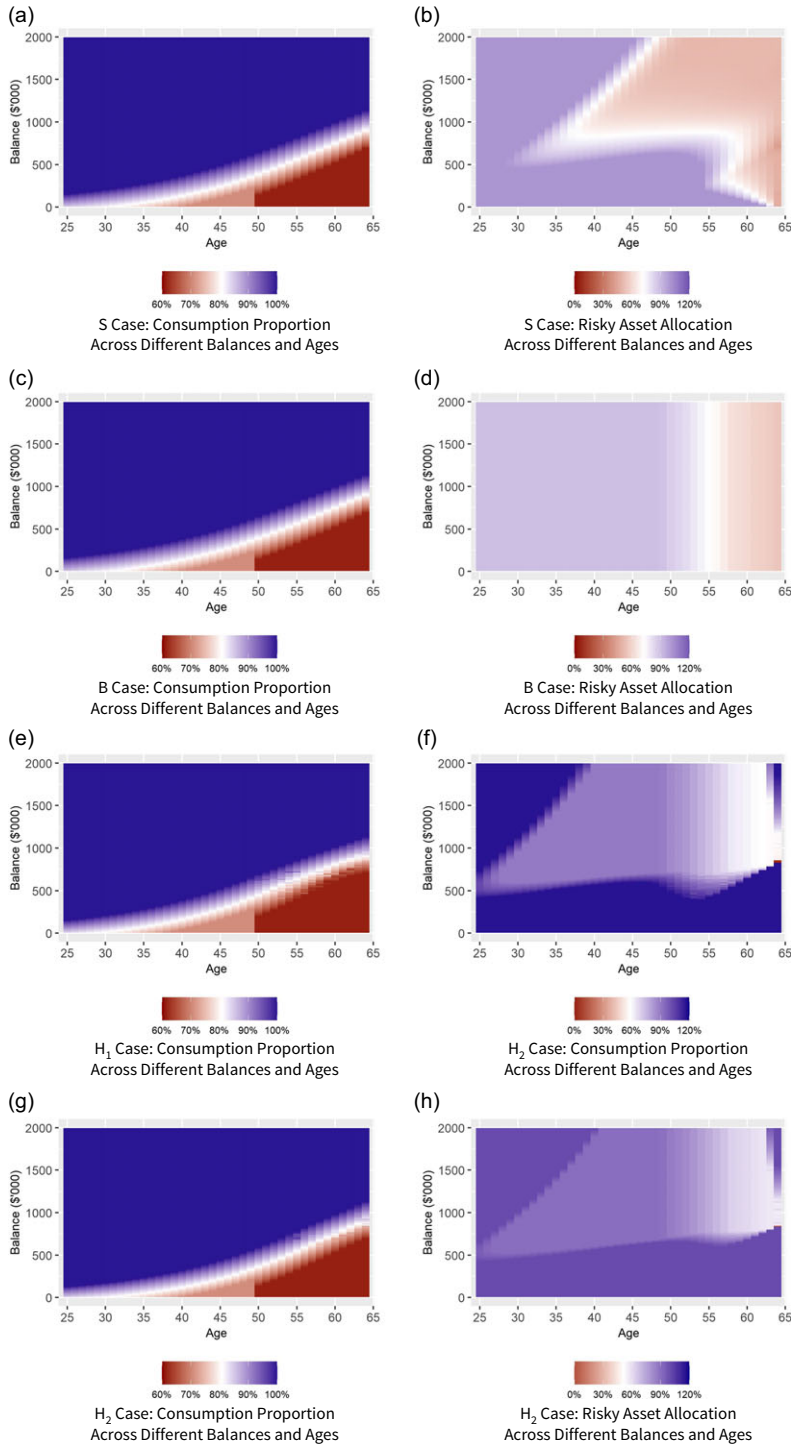 (a)
2000
1500
1000
500
0
Balance ($'000)
25 30 35 40 45 50 55 60 65
Age
60% 70% 80% 90% 100%
S Case: Consumption Proportion
Across Different Balances and Ages
(b)
2000
1500
1000
500
0
Balance ($'000)
25 30 35 40 45 50 55 60 65
Age
0% 30% 60% 90% 120%
S Case: Risky Asset Allocation
Across Different Balances and Ages
(c)
2000
1500
1000
500
0
Balance ($'000)
25 30 35 40 45 50 55 60 65
Age
60% 70% 80% 90% 100%
B Case: Consumption Proportion
Across Different Balances and Ages
(d)
2000
1500
1000
500
0
Balance ($'000)
25 30 35 40 45 50 55 60 65
Age
0% 30% 60% 90% 120%
B Case: Risky Asset Allocation
Across Different Balances and Ages
(e)
2000
1500
1000
500
0
Balance ($'000)
25 30 35 40 45 50 55 60 65
Age
60% 70% 80% 90% 100%
H₁ Case: Consumption Proportion
Across Different Balances and Ages
(f)
2000
1500
1000
500
0
Balance ($'000)
25 30 35 40 45 50 55 60 65
Age
0% 30% 60% 90% 120%
H₂ Case: Consumption Proportion
Across Different Balances and Ages
(g)
2000
1500
1000
500
0
Balance ($'000)
25 30 35 40 45 50 55 60 65
Age
60% 70% 80% 90% 100%
H₂ Case: Consumption Proportion
Across Different Balances and Ages
(h)
2000
1500
1000
500
0
Balance ($'000)
25 30 35 40 45 50 55 60 65
Age
0% 30% 60% 90% 120%
H₂ Case: Risky Asset Allocation
Across Different Balances and Ages